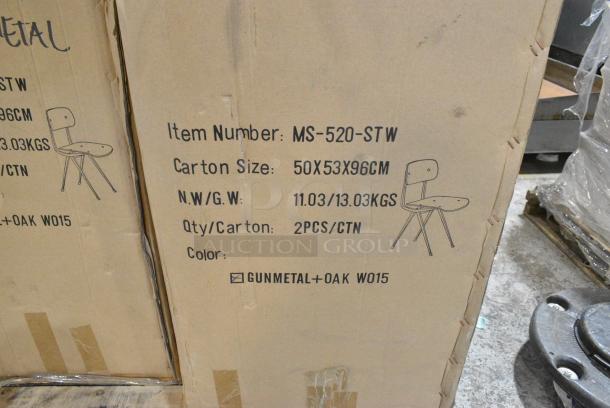 ETAL
STW
96CM
13.03KGS
/CTN
L+OAK W015
Item Number: MS-520-STW
Carton Size: 50X53X96CM
N.W/G.W: 11.03/13.03KGS
Qty/Carton: 2PCS/CTN
AUCTION GROUP
Color:
GUNMETAL+OAK W015